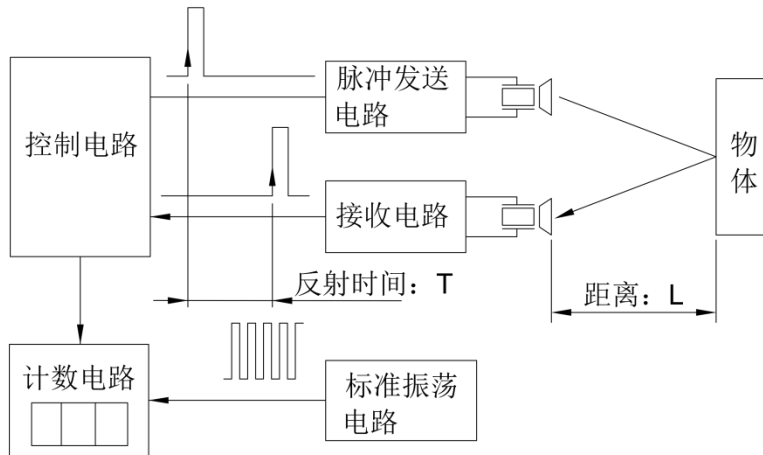 脉冲发送
电路
控制电路
物
体
接收电路
反射时间：T
距离：L
计数电路
标准振荡
电路